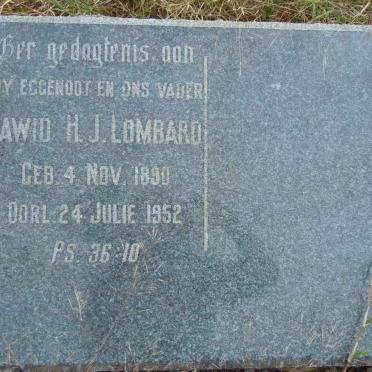 Ter gedagtenis aan
MY EGGENOOT EN ONS VADER
DAWID H.J. LOMBARD
GEB. 4 NOV. 1890
OORL. 24 JULIE 1952
PS. 36-10